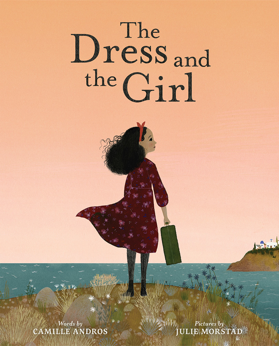 The
Dress and
the Girl
Words by
CAMILLE ANDROS
Pictures by
JULIE MORSTAD